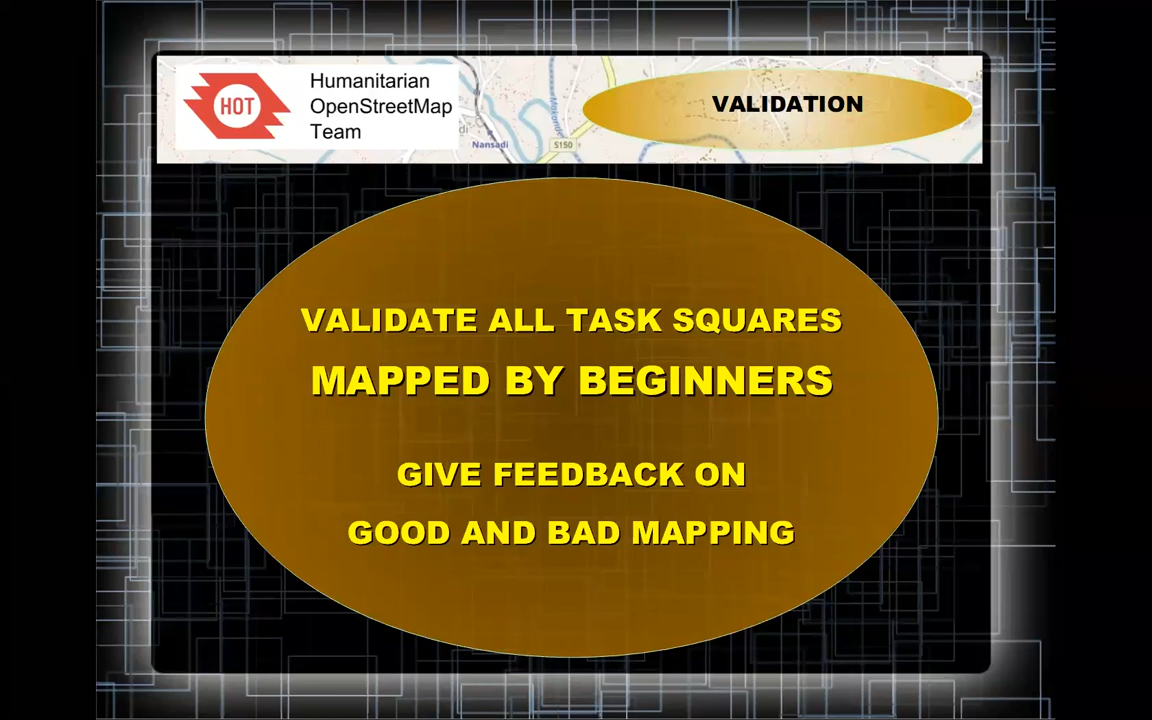 HOT
Humanitarian
OpenStreetMap
Team
Nansadi
S150
VALIDATION
VALIDATE ALL TASK SQUARES
MAPPED BY BEGINNERS
GIVE FEEDBACK ON
GOOD AND BAD MAPPING